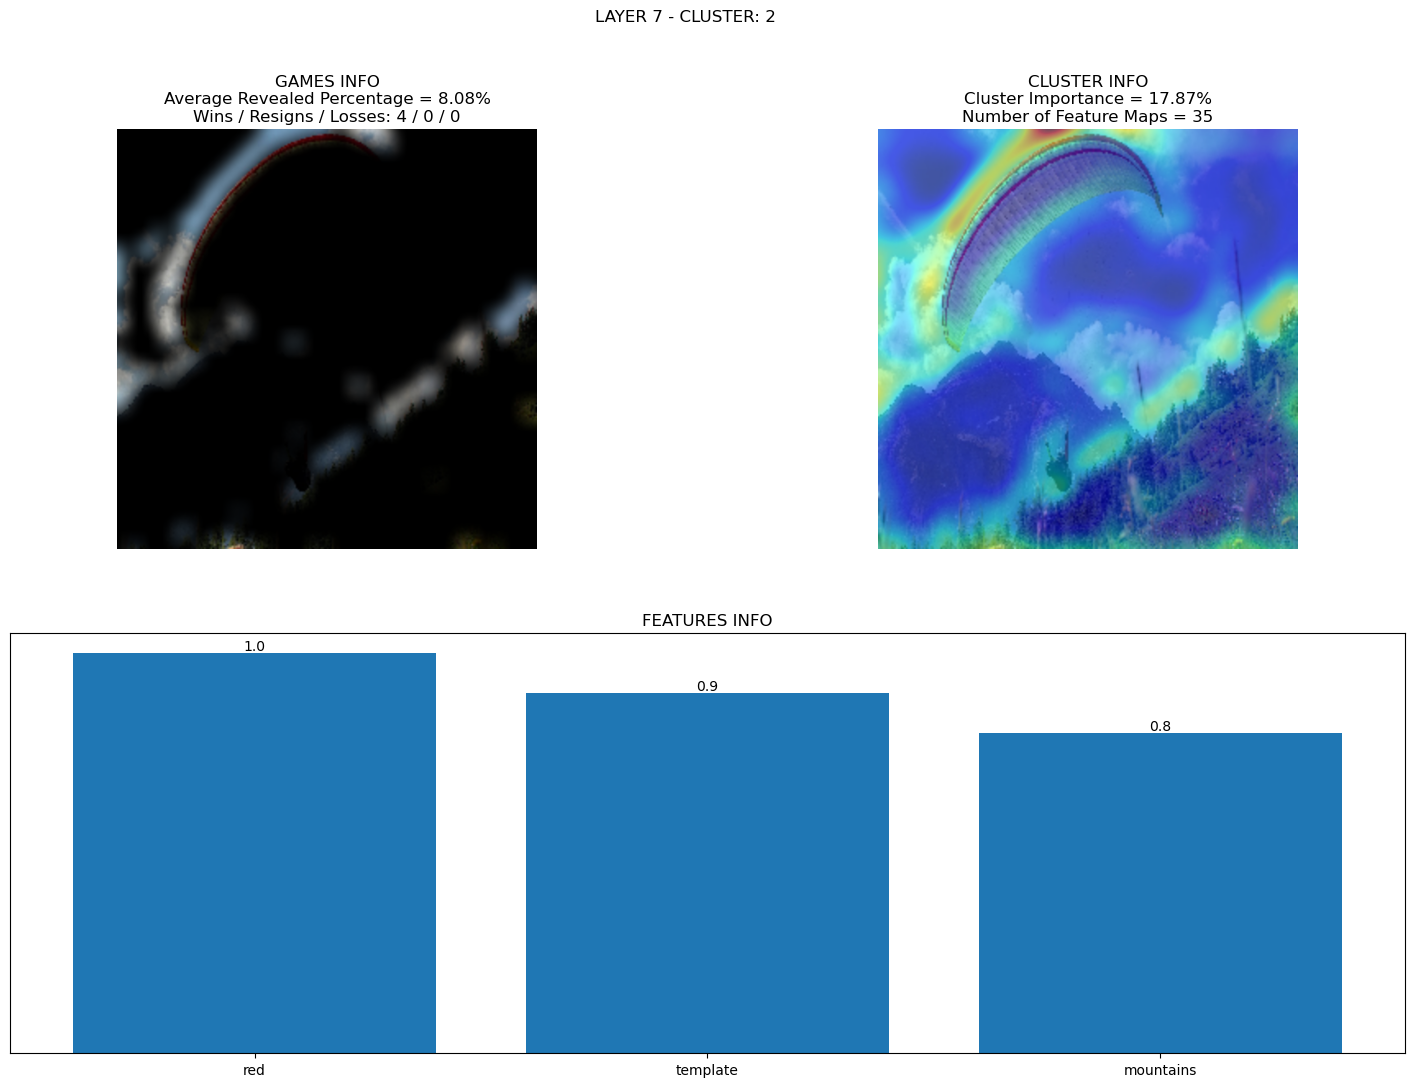 LAYER 7 - CLUSTER: 2
GAMES INFO
Average Revealed Percentage = 8.08%
Wins / Resigns / Losses: 4 / 0 / 0
CLUSTER INFO
Cluster Importance = 17.87%
Number of Feature Maps = 35
FEATURES INFO
1.0
0.9
0.8
red
template
mountains